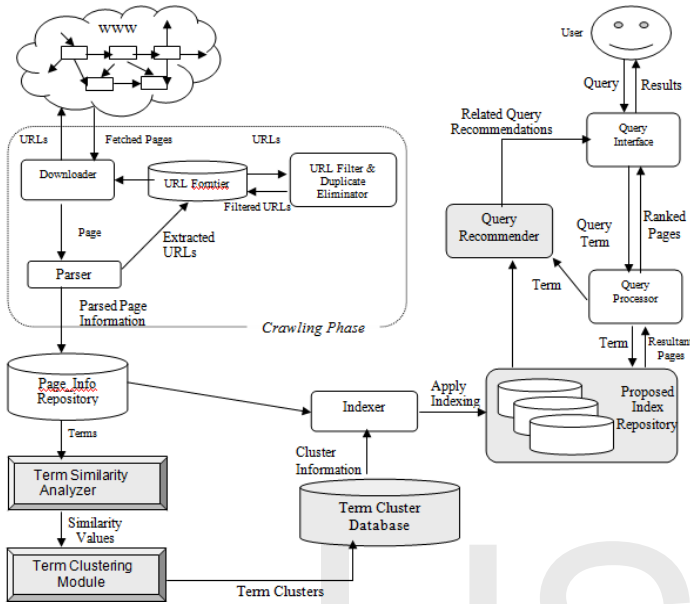 WWW
User
Query
Results
URLs
Fetched Pages
URLs
Related Query
Recommendations
Query
Interface
Downloader
URL Fomtier
URL Filter &
Duplicate
Eliminator
Filtered URLs
Page
Extracted
URLs
Query
Recommender
Query
Term
Ranked
Pages
Parser
Term
Query
Processor
Parsed Page
Information
Crawling Phase
Term
Resultant
Pages
Page_Info
Repository
Indexer
Apply
Indexing
Proposed
Index
Repository
Terms
Cluster
Information
Term Similarity
Analyzer
Term Cluster
Database
Similarity
Values
Term Clustering
Module
Term Clusters